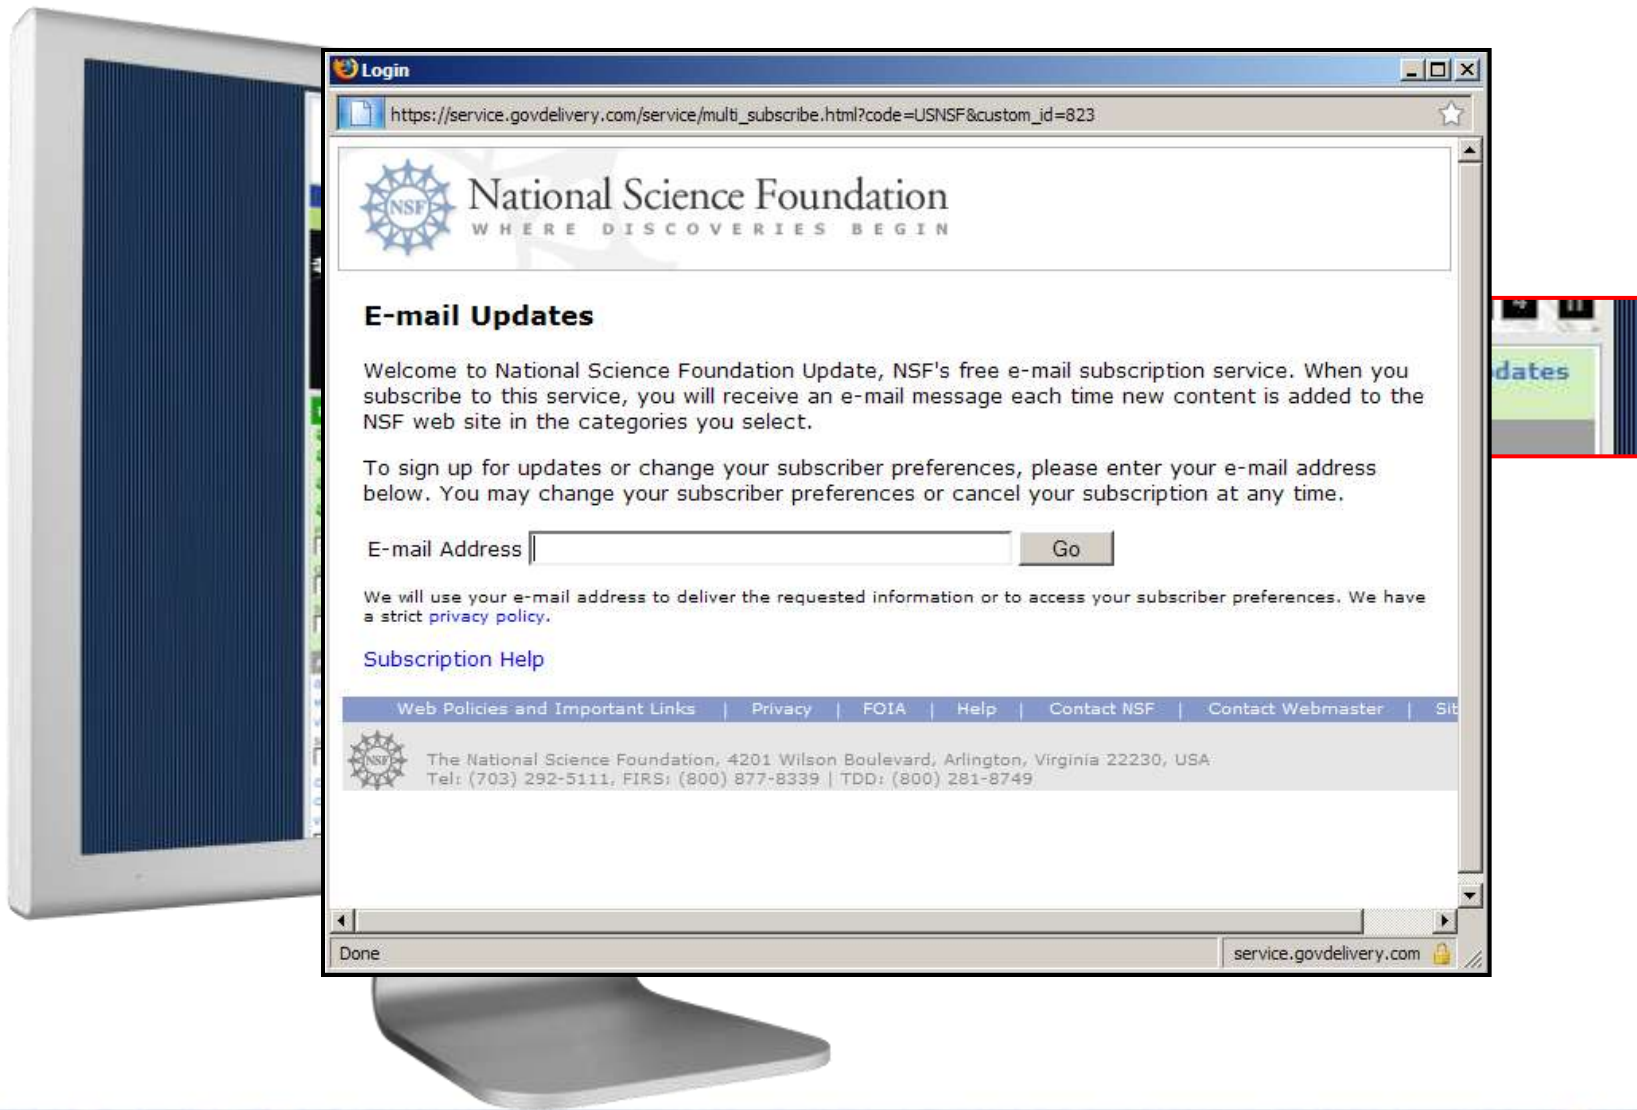 Login
https://service.govdelivery.com/service/multi_subscribe.html?code=USNSF&custom_id=823
NSF
National Science Foundation
WHERE DISCOVERIES BEGIN
E-mail Updates
Welcome to National Science Foundation Update, NSF's free e-mail subscription service. When you
subscribe to this service, you will receive an e-mail message each time new content is added to the
NSF web site in the categories you select.
To sign up for updates or change your subscriber preferences, please enter your e-mail address
below. You may change your subscriber preferences or cancel your subscription at any time.
E-mail Address Go
We will use your e-mail address to deliver the requested information or to access your subscriber preferences. We have
a strict privacy policy.
Subscription Help
Web Policies and Important Links | Privacy | FOIA | Help | Contact NSF | Contact Webmaster | Sit
NSF
The National Science Foundation, 4201 Wilson Boulevard, Arlington, Virginia 22230, USA
Tel: (703) 292-5111, FIRS: (800) 877-8339 | TDD: (800) 281-8749
Done service.govdelivery.com
dates